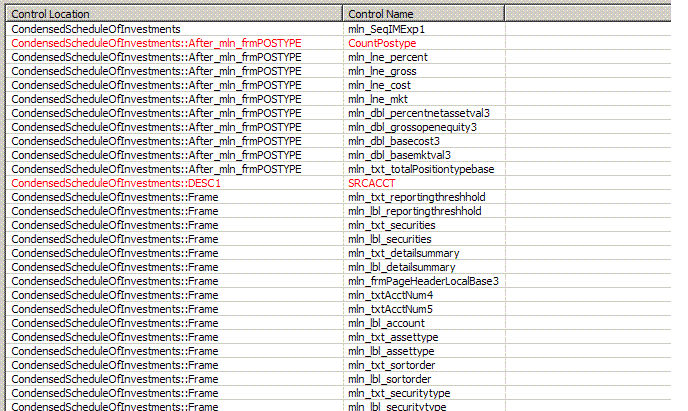 Control Location Control Name
CondensedScheduleOfInvestments mln_SeqIMExp1
CondensedScheduleOfInvestments::After_mln_frmPOSTYPE CountPostype
CondensedScheduleOfInvestments::After_mln_frmPOSTYPE mln_lne_percent
CondensedScheduleOfInvestments::After_mln_frmPOSTYPE mln_lne_gross
CondensedScheduleOfInvestments::After_mln_frmPOSTYPE mln_lne_cost
CondensedScheduleOfInvestments::After_mln_frmPOSTYPE mln_lne_mkt
CondensedScheduleOfInvestments::After_mln_frmPOSTYPE mln_dbl_percentnetassetval3
CondensedScheduleOfInvestments::After_mln_frmPOSTYPE mln_dbl_grossopenequity3
CondensedScheduleOfInvestments::After_mln_frmPOSTYPE mln_dbl_basecost3
CondensedScheduleOfInvestments::After_mln_frmPOSTYPE mln_dbl_basemktval3
CondensedScheduleOfInvestments::After_mln_frmPOSTYPE mln_txt_totalPositiontypebase
CondensedScheduleOfInvestments::DESC1 SRCACCT
CondensedScheduleOfInvestments::Frame mln_txt_reportingthreshhold
CondensedScheduleOfInvestments::Frame mln_lbl_reportingthreshhold
CondensedScheduleOfInvestments::Frame mln_txt_securities
CondensedScheduleOfInvestments::Frame mln_lbl_securities
CondensedScheduleOfInvestments::Frame mln_txt_detailsummary
CondensedScheduleOfInvestments::Frame mln_lbl_detailsummary
CondensedScheduleOfInvestments::Frame mln_frmPageHeaderLocalBase3
CondensedScheduleOfInvestments::Frame mln_txtAcctNum4
CondensedScheduleOfInvestments::Frame mln_txtAcctNum5
CondensedScheduleOfInvestments::Frame mln_lbl_account
CondensedScheduleOfInvestments::Frame mln_txt_assettype
CondensedScheduleOfInvestments::Frame mln_lbl_assettype
CondensedScheduleOfInvestments::Frame mln_txt_sortorder
CondensedScheduleOfInvestments::Frame mln_lbl_sortorder
CondensedScheduleOfInvestments::Frame mln_txt_securitytype
CondensedScheduleOfInvestments::Frame mln_lbl_securitytype